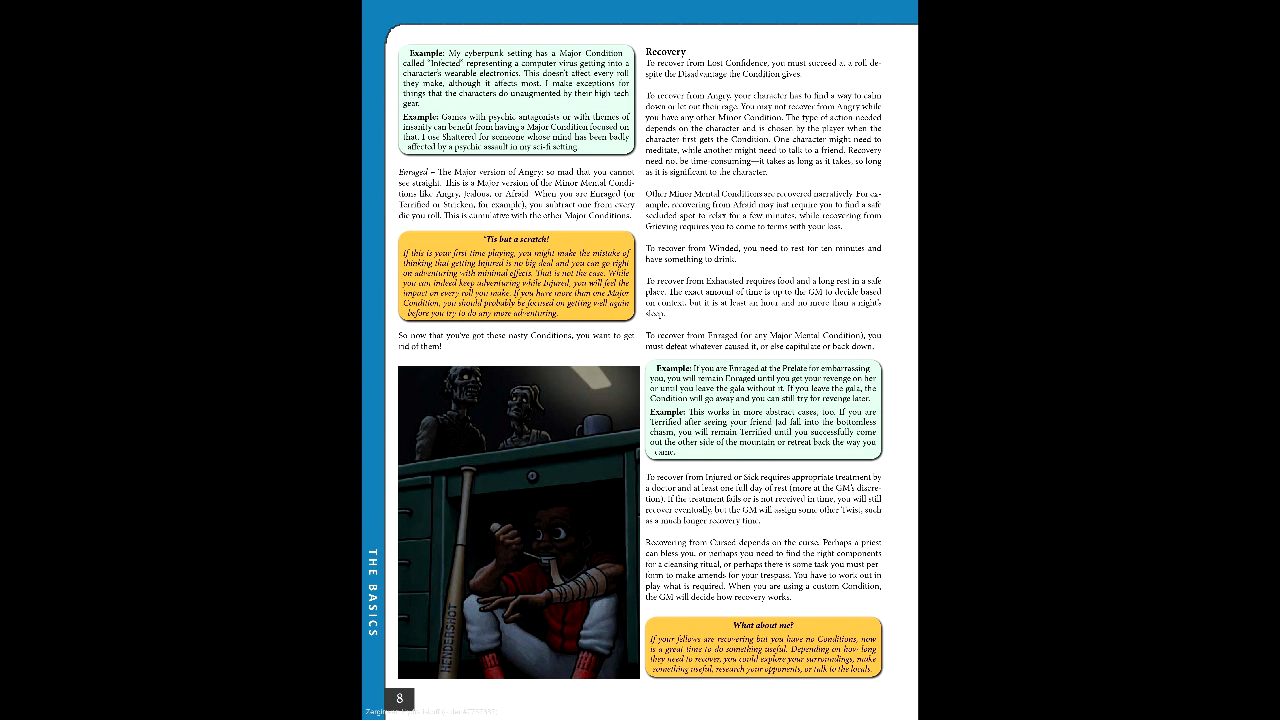 Example: My cyberpunk setting has a Major Condition
called "Infected" representing a computer virus getting into a
character's wearable electronics. This doesn't affect every roll
they make, although it affects most. I make exceptions for
things that the characters do unaugmented by their high-tech
gear.
Example: Games with psychic antagonists or with themes of
insanity can benefit from having a Major Condition focused on
that. I use Shattered for someone whose mind has been badly
affected by a psychic assault in my sci-fi setting.
Enraged – The Major version of Angry: so mad that you cannot
see straight. This is a Major version of the Minor Mental Condi-
tions like Angry, Jealous, or Afraid. When you are Enraged (or
Terrified or Stricken, for example), you subtract one from every
die you roll. This is cumulative with the other Major Conditions.
'Tis but a scratch!
If this is your first time playing, you might make the mistake of
thinking that getting Injured is no big deal and you can go right
on adventuring with minimal effects. That is not the case. While
you can indeed keep adventuring while Injured, you will feel the
impact on every roll you make. If you have more than one Major
Condition, you should probably be focused on getting well again
before you try to do any more adventuring.
So now that you've got these nasty Conditions, you want to get
rid of them!
HENDERSHOT
Recovery
To recover from Lost Confidence, you must succeed at a roll de-
spite the Disadvantage the Condition gives.
To recover from Angry, your character has to find a way to calm
down or let out their rage. You may not recover from Angry while
you have any other Minor Condition. The type of action needed
depends on the character and is chosen by the player when the
character first gets the Condition. One character might need to
meditate, while another might need to talk to a friend. Recovery
need not be time-consuming—it takes as long as it takes, so long
as it is significant to the character.
Other Minor Mental Conditions are recovered narratively. For ex-
ample, recovering from Afraid may just require you to find a safe
secluded spot to relax for a few minutes, while recovering from
Grieving requires you to come to terms with your loss.
To recover from Winded, you need to rest for ten minutes and
have something to drink.
To recover from Exhausted requires food and a long rest in a safe
place. The exact amount of time is up to the GM to decide based
on context, but it is at least an hour and no more than a night's
sleep.
To recover from Enraged (or any Major Mental Condition), you
must defeat whatever caused it, or else capitulate or back down.
Example: If you are Enraged at the Prelate for embarrassing
you, you will remain Enraged until you get your revenge on her
or until you leave the gala without it. If you leave the gala, the
Condition will go away and you can still try for revenge later.
Example: This works in more abstract cases, too. If you are
Terrified after seeing your friend Jad fall into the bottomless
chasm, you will remain Terrified until you successfully come
out the other side of the mountain or retreat back the way you
came.
To recover from Injured or Sick requires appropriate treatment by
a doctor and at least one full day of rest (more at the GM's discre-
tion). If the treatment fails or is not received in time, you will still
recover eventually, but the GM will assign some other Twist, such
as a much longer recovery time.
Recovering from Cursed depends on the curse. Perhaps a priest
can bless you, or perhaps you need to find the right components
for a cleansing ritual, or perhaps there is some task you must per-
form to make amends for your trespass. You have to work out in
play what is required. When you are using a custom Condition,
the GM will decide how recovery works.
What about me?
If your fellows are recovering but you have no Conditions, now
is a great time to do something useful. Depending on how long
they need to recover, you could explore your surroundings, make
something useful, research your opponents, or talk to the locals.
THE BASICS
8